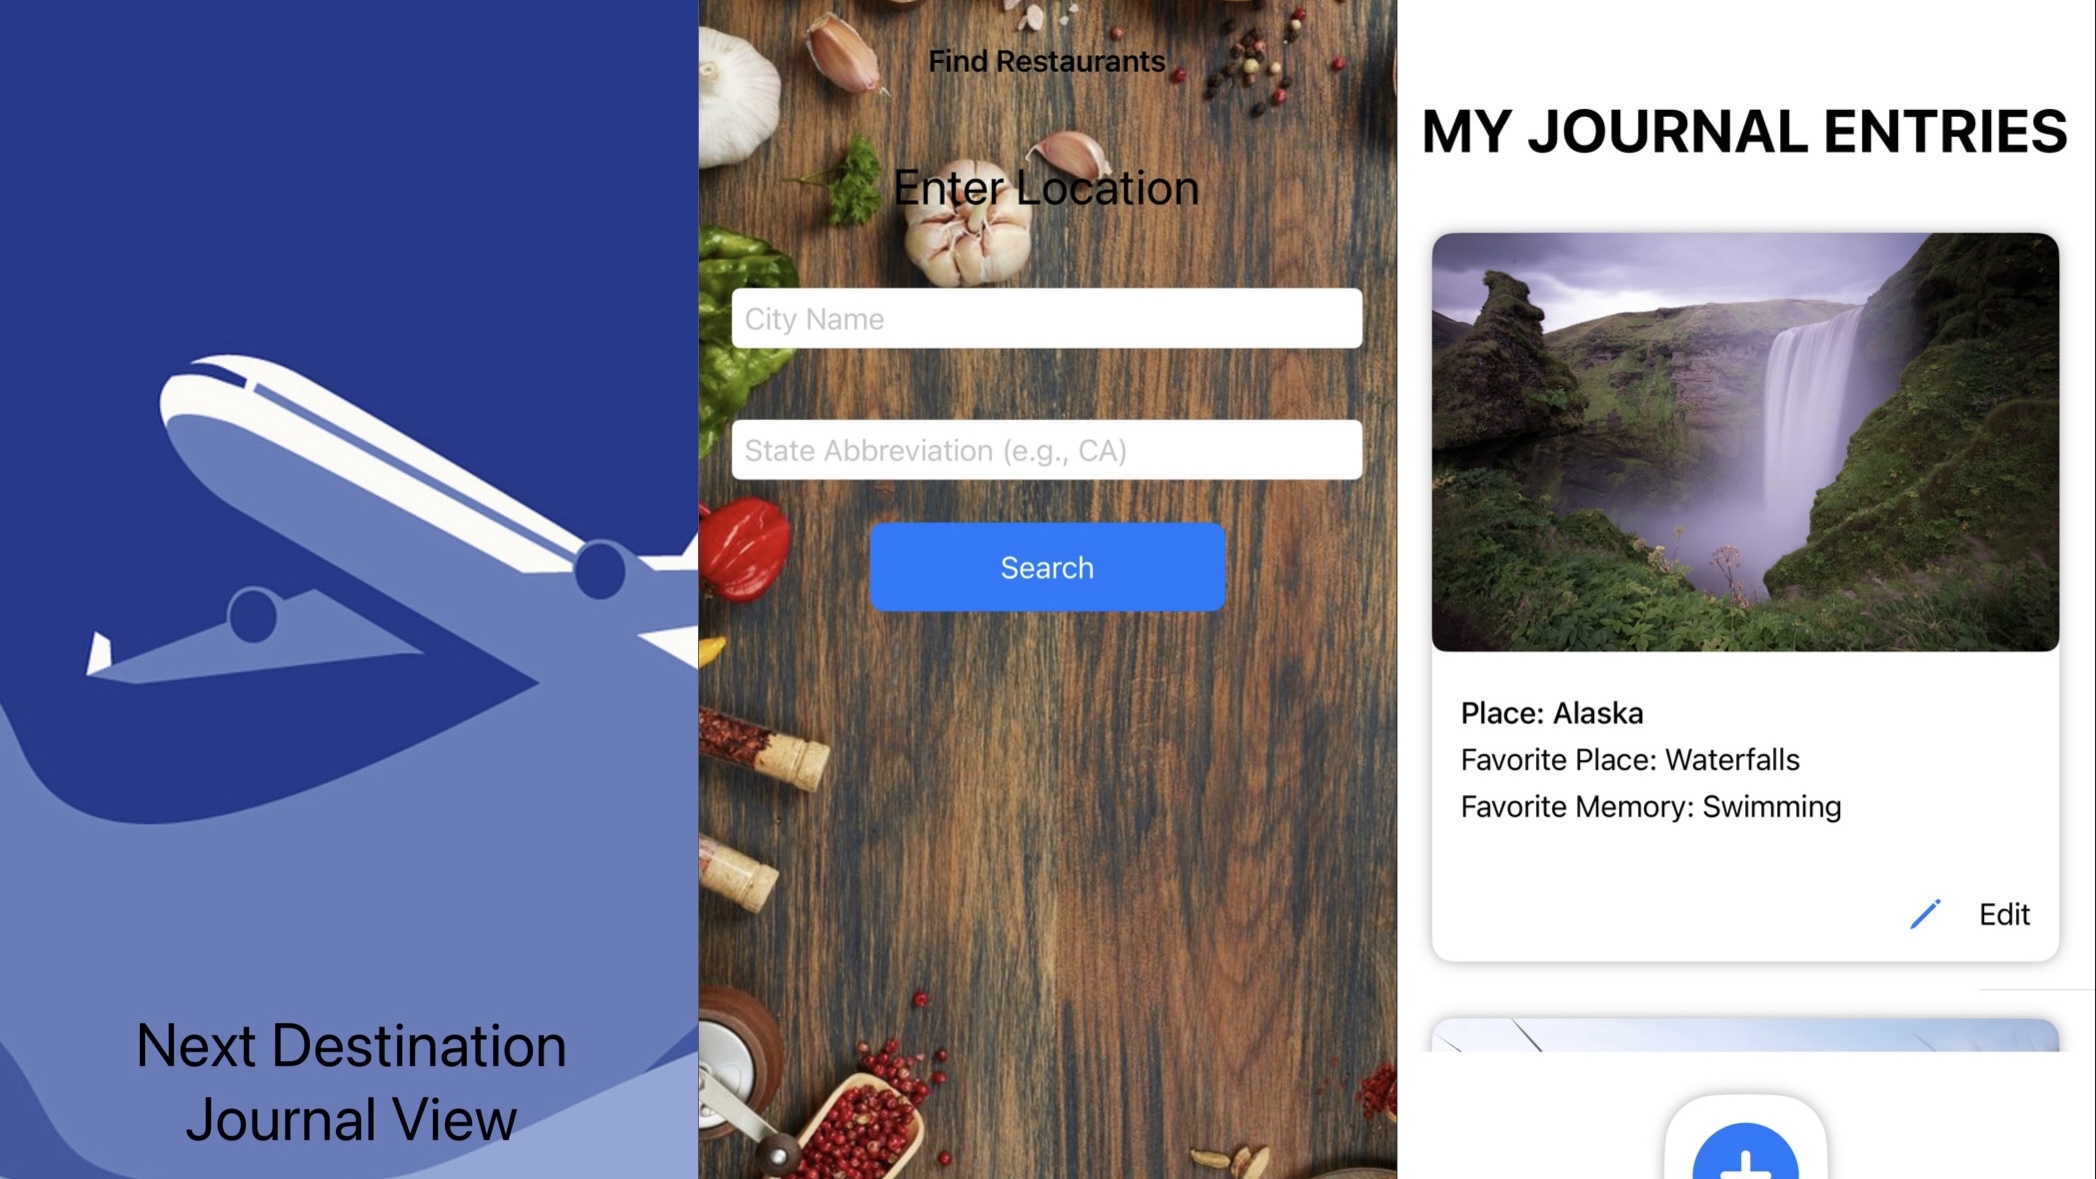 Next Destination
Journal View
Find Restaurants
Enter Location
City Name
State Abbreviation (e.g., CA)
Search
MY JOURNAL ENTRIES
Place: Alaska
Favorite Place: Waterfalls
Favorite Memory: Swimming
Edit